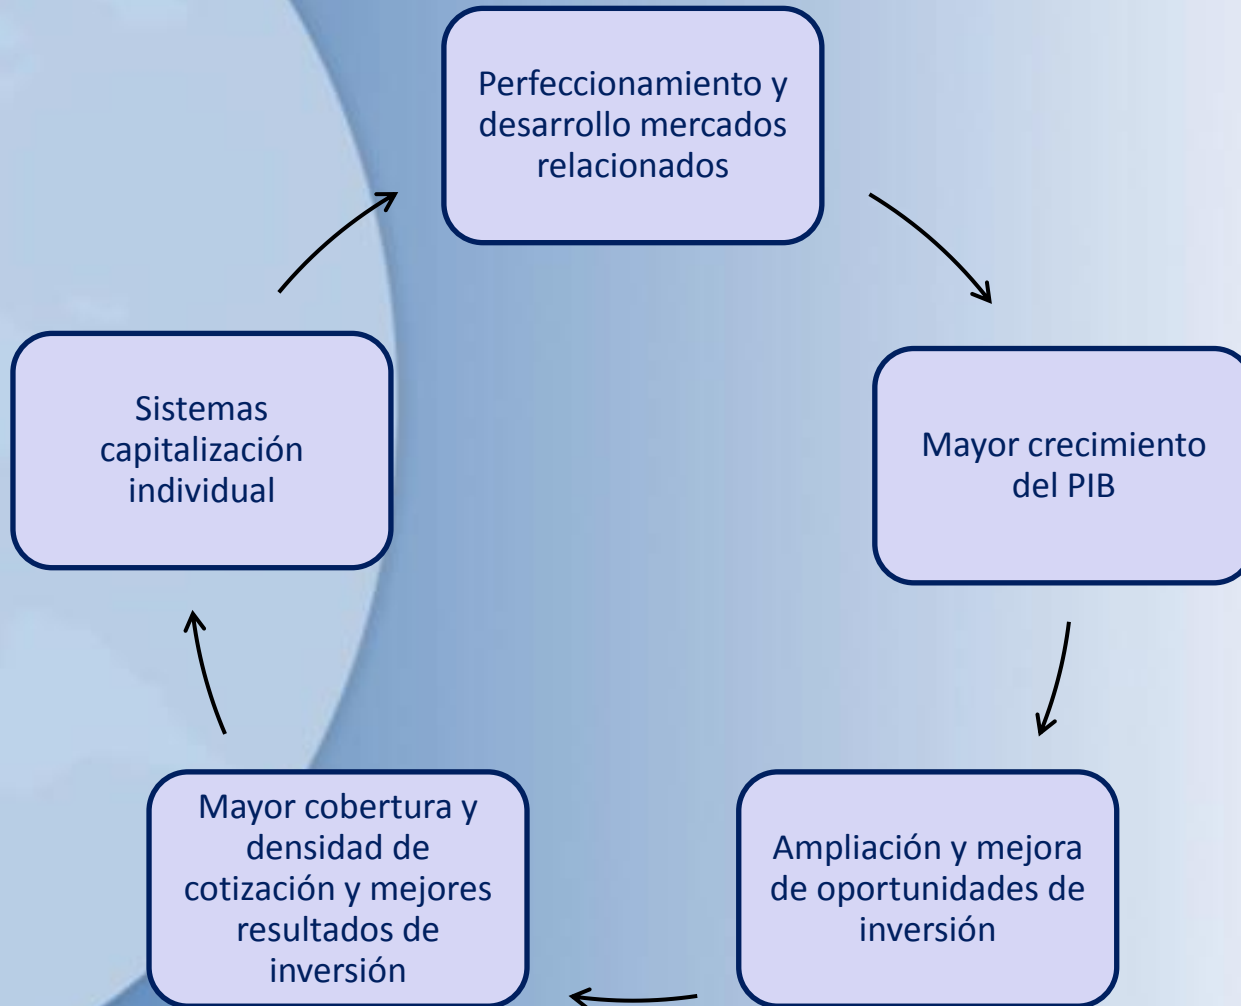 Perfeccionamiento y
desarrollo mercados
relacionados
Sistemas
capitalización
individual
Mayor crecimiento
del PIB
Mayor cobertura y
densidad de
cotización y mejores
resultados de
inversión
Ampliación y mejora
de oportunidades de
inversión